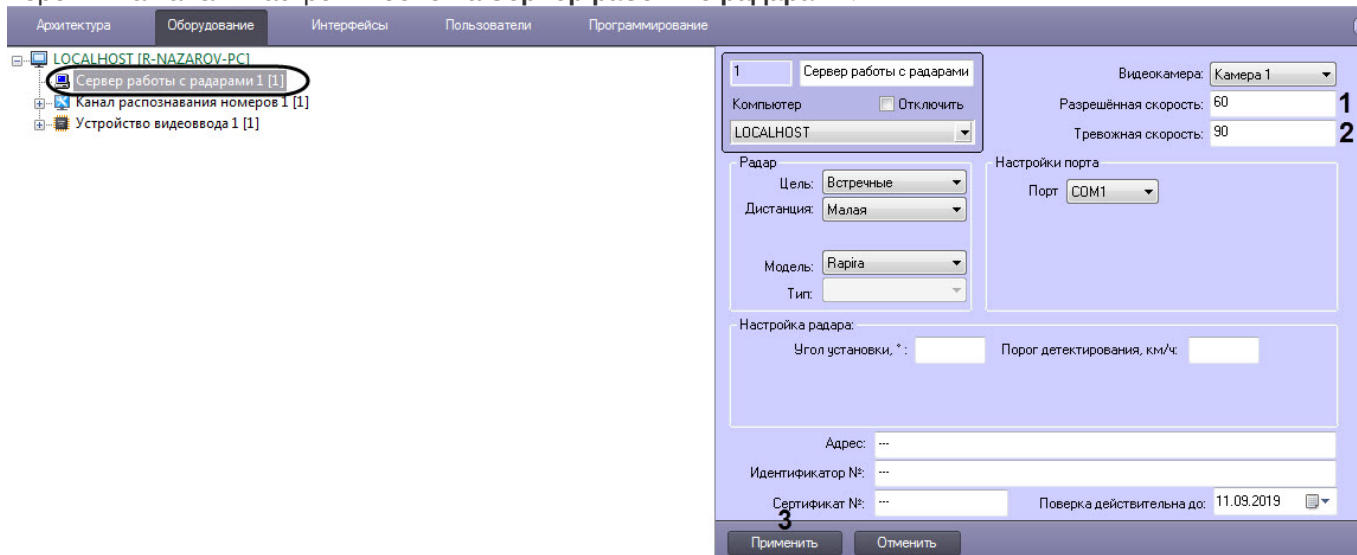 Архитектура Оборудование Интерфейсы Пользователи Программирование
LOCALHOST [R-NAZAROV-PC]
Сервер работы с радарами 1 [1]
Канал распознавания номеров 1 [1]
Устройство видеоввода 1 [1]
1 Сервер работы с радарами
Компьютер Отключить
LOCALHOST
Видеокамера: Камера 1
Разрешённая скорость: 60 1
Тревожная скорость: 90 2
Радар
Цель: Встречные
Дистанция: Малая
Модель: Rapira
Тип:
Настройки порта
Порт COM1
Настройка радара:
Угол установки, °: Порог детектирования, км/ч:
Адрес: ---
Идентификатор №: ---
Сертификат №: --- Поверка действительна до: 11.09.2019
3
Применить Отменить